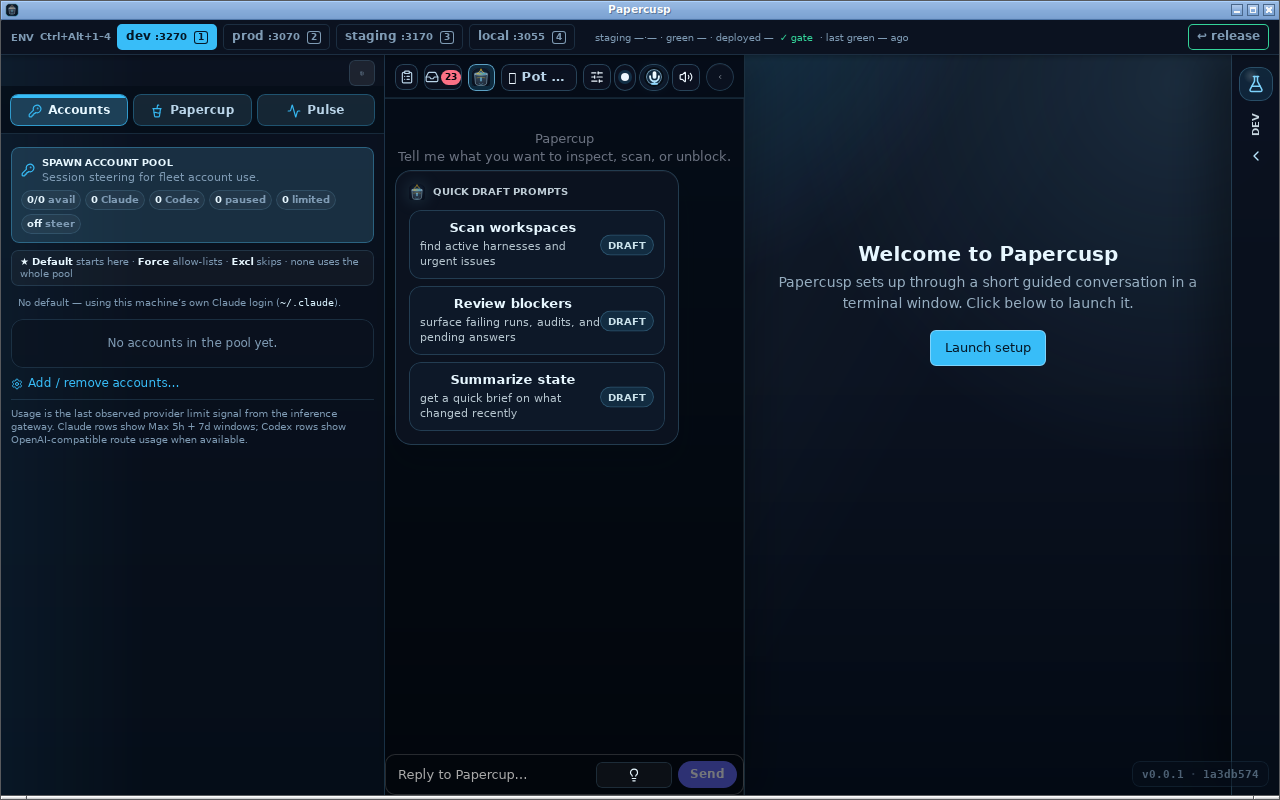 Papercusp
ENV Ctrl+Alt+1-4 dev :3270 1 prod :3070 2 staging :3170 3 local :3055 4 staging —·— · green — · deployed — ✓ gate · last green — ago ↩ release
23 Pot ...
Accounts Papercup Pulse
SPAWN ACCOUNT POOL
Session steering for fleet account use.
0/0 avail 0 Claude 0 Codex 0 paused 0 limited
off steer
★ Default starts here · Force allow-lists · Excl skips · none uses the
whole pool
No default — using this machine's own Claude login (~/.claude).
No accounts in the pool yet.
Add / remove accounts...
Usage is the last observed provider limit signal from the inference
gateway. Claude rows show Max 5h + 7d windows; Codex rows show
OpenAI-compatible route usage when available.
Papercup
Tell me what you want to inspect, scan, or unblock.
QUICK DRAFT PROMPTS
Scan workspaces
find active harnesses and
urgent issues
DRAFT
Review blockers
surface failing runs, audits, and
pending answers
DRAFT
Summarize state
get a quick brief on what
changed recently
DRAFT
Reply to Papercup...
Send
Welcome to Papercusp
Papercusp sets up through a short guided conversation in a
terminal window. Click below to launch it.
Launch setup
DEV
v0.0.1 · 1a3db574